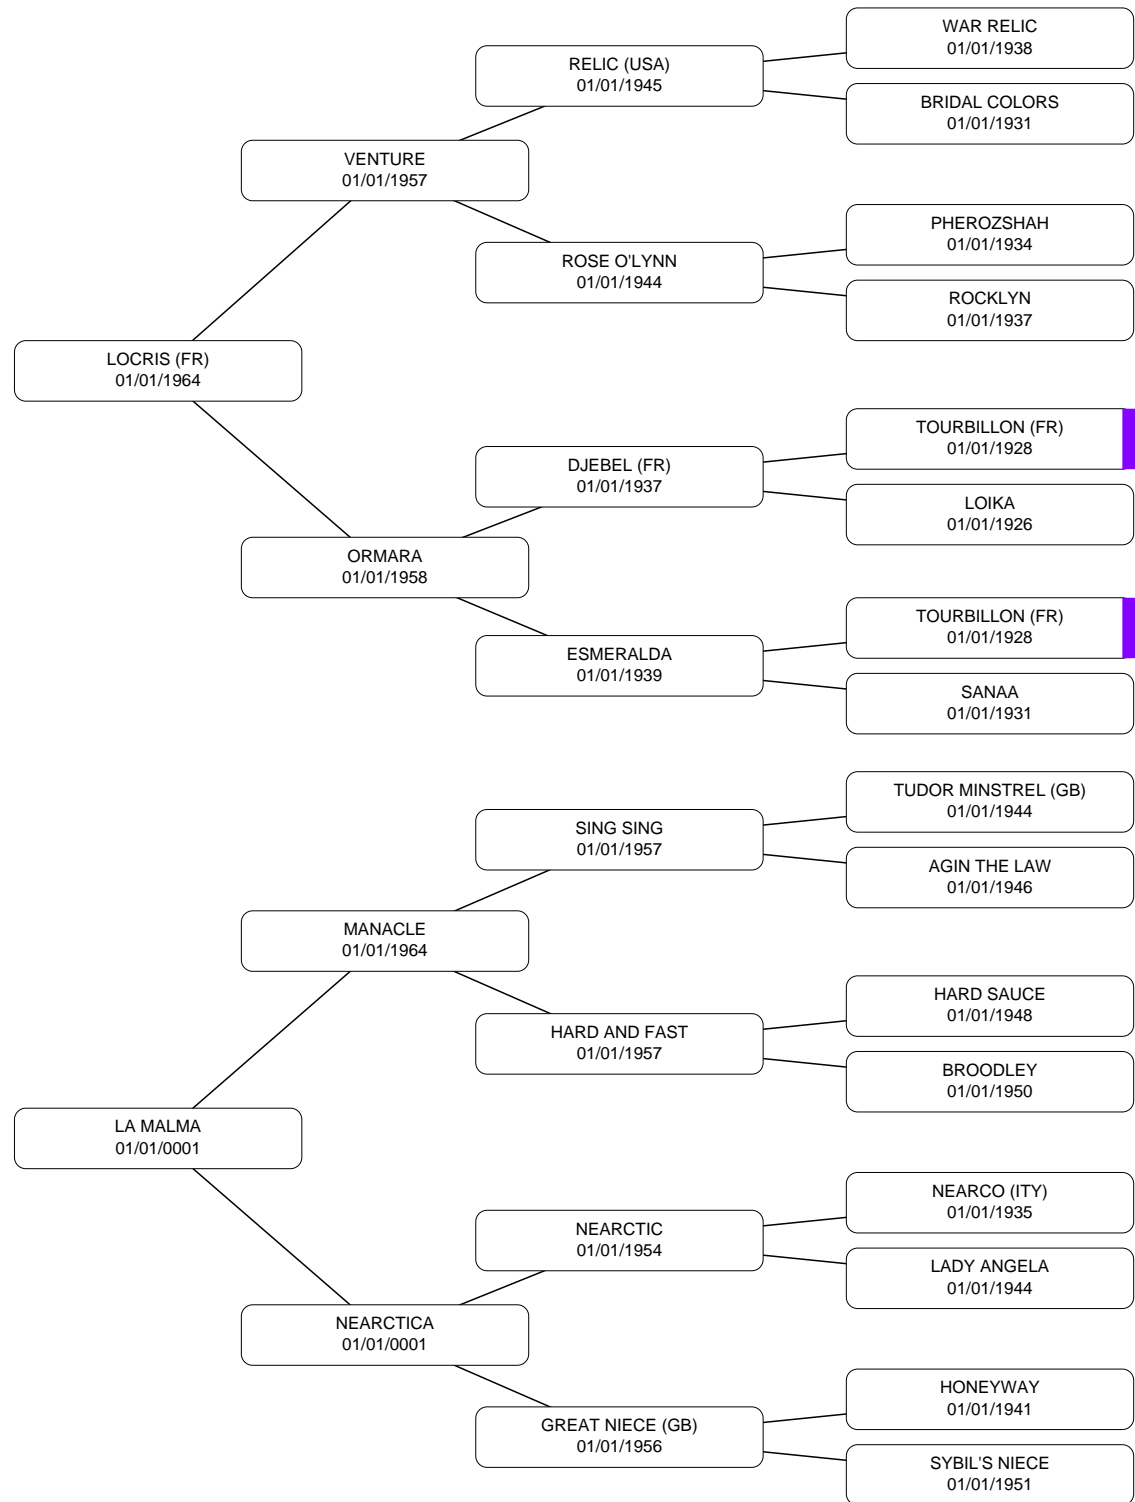 WAR RELIC
01/01/1938
RELIC (USA)
01/01/1945
BRIDAL COLORS
01/01/1931
VENTURE
01/01/1957
PHEROZSHAH
01/01/1934
ROSE O'LYNN
01/01/1944
ROCKLYN
01/01/1937
LOCRIS (FR)
01/01/1964
TOURBILLON (FR)
01/01/1928
DJEBEL (FR)
01/01/1937
LOIKA
01/01/1926
ORMARA
01/01/1958
TOURBILLON (FR)
01/01/1928
ESMERALDA
01/01/1939
SANAA
01/01/1931
TUDOR MINSTREL (GB)
01/01/1944
SING SING
01/01/1957
AGIN THE LAW
01/01/1946
MANACLE
01/01/1964
HARD SAUCE
01/01/1948
HARD AND FAST
01/01/1957
BROODLEY
01/01/1950
LA MALMA
01/01/0001
NEARCO (ITY)
01/01/1935
NEARCTIC
01/01/1954
LADY ANGELA
01/01/1944
NEARCTICA
01/01/0001
HONEYWAY
01/01/1941
GREAT NIECE (GB)
01/01/1956
SYBIL'S NIECE
01/01/1951